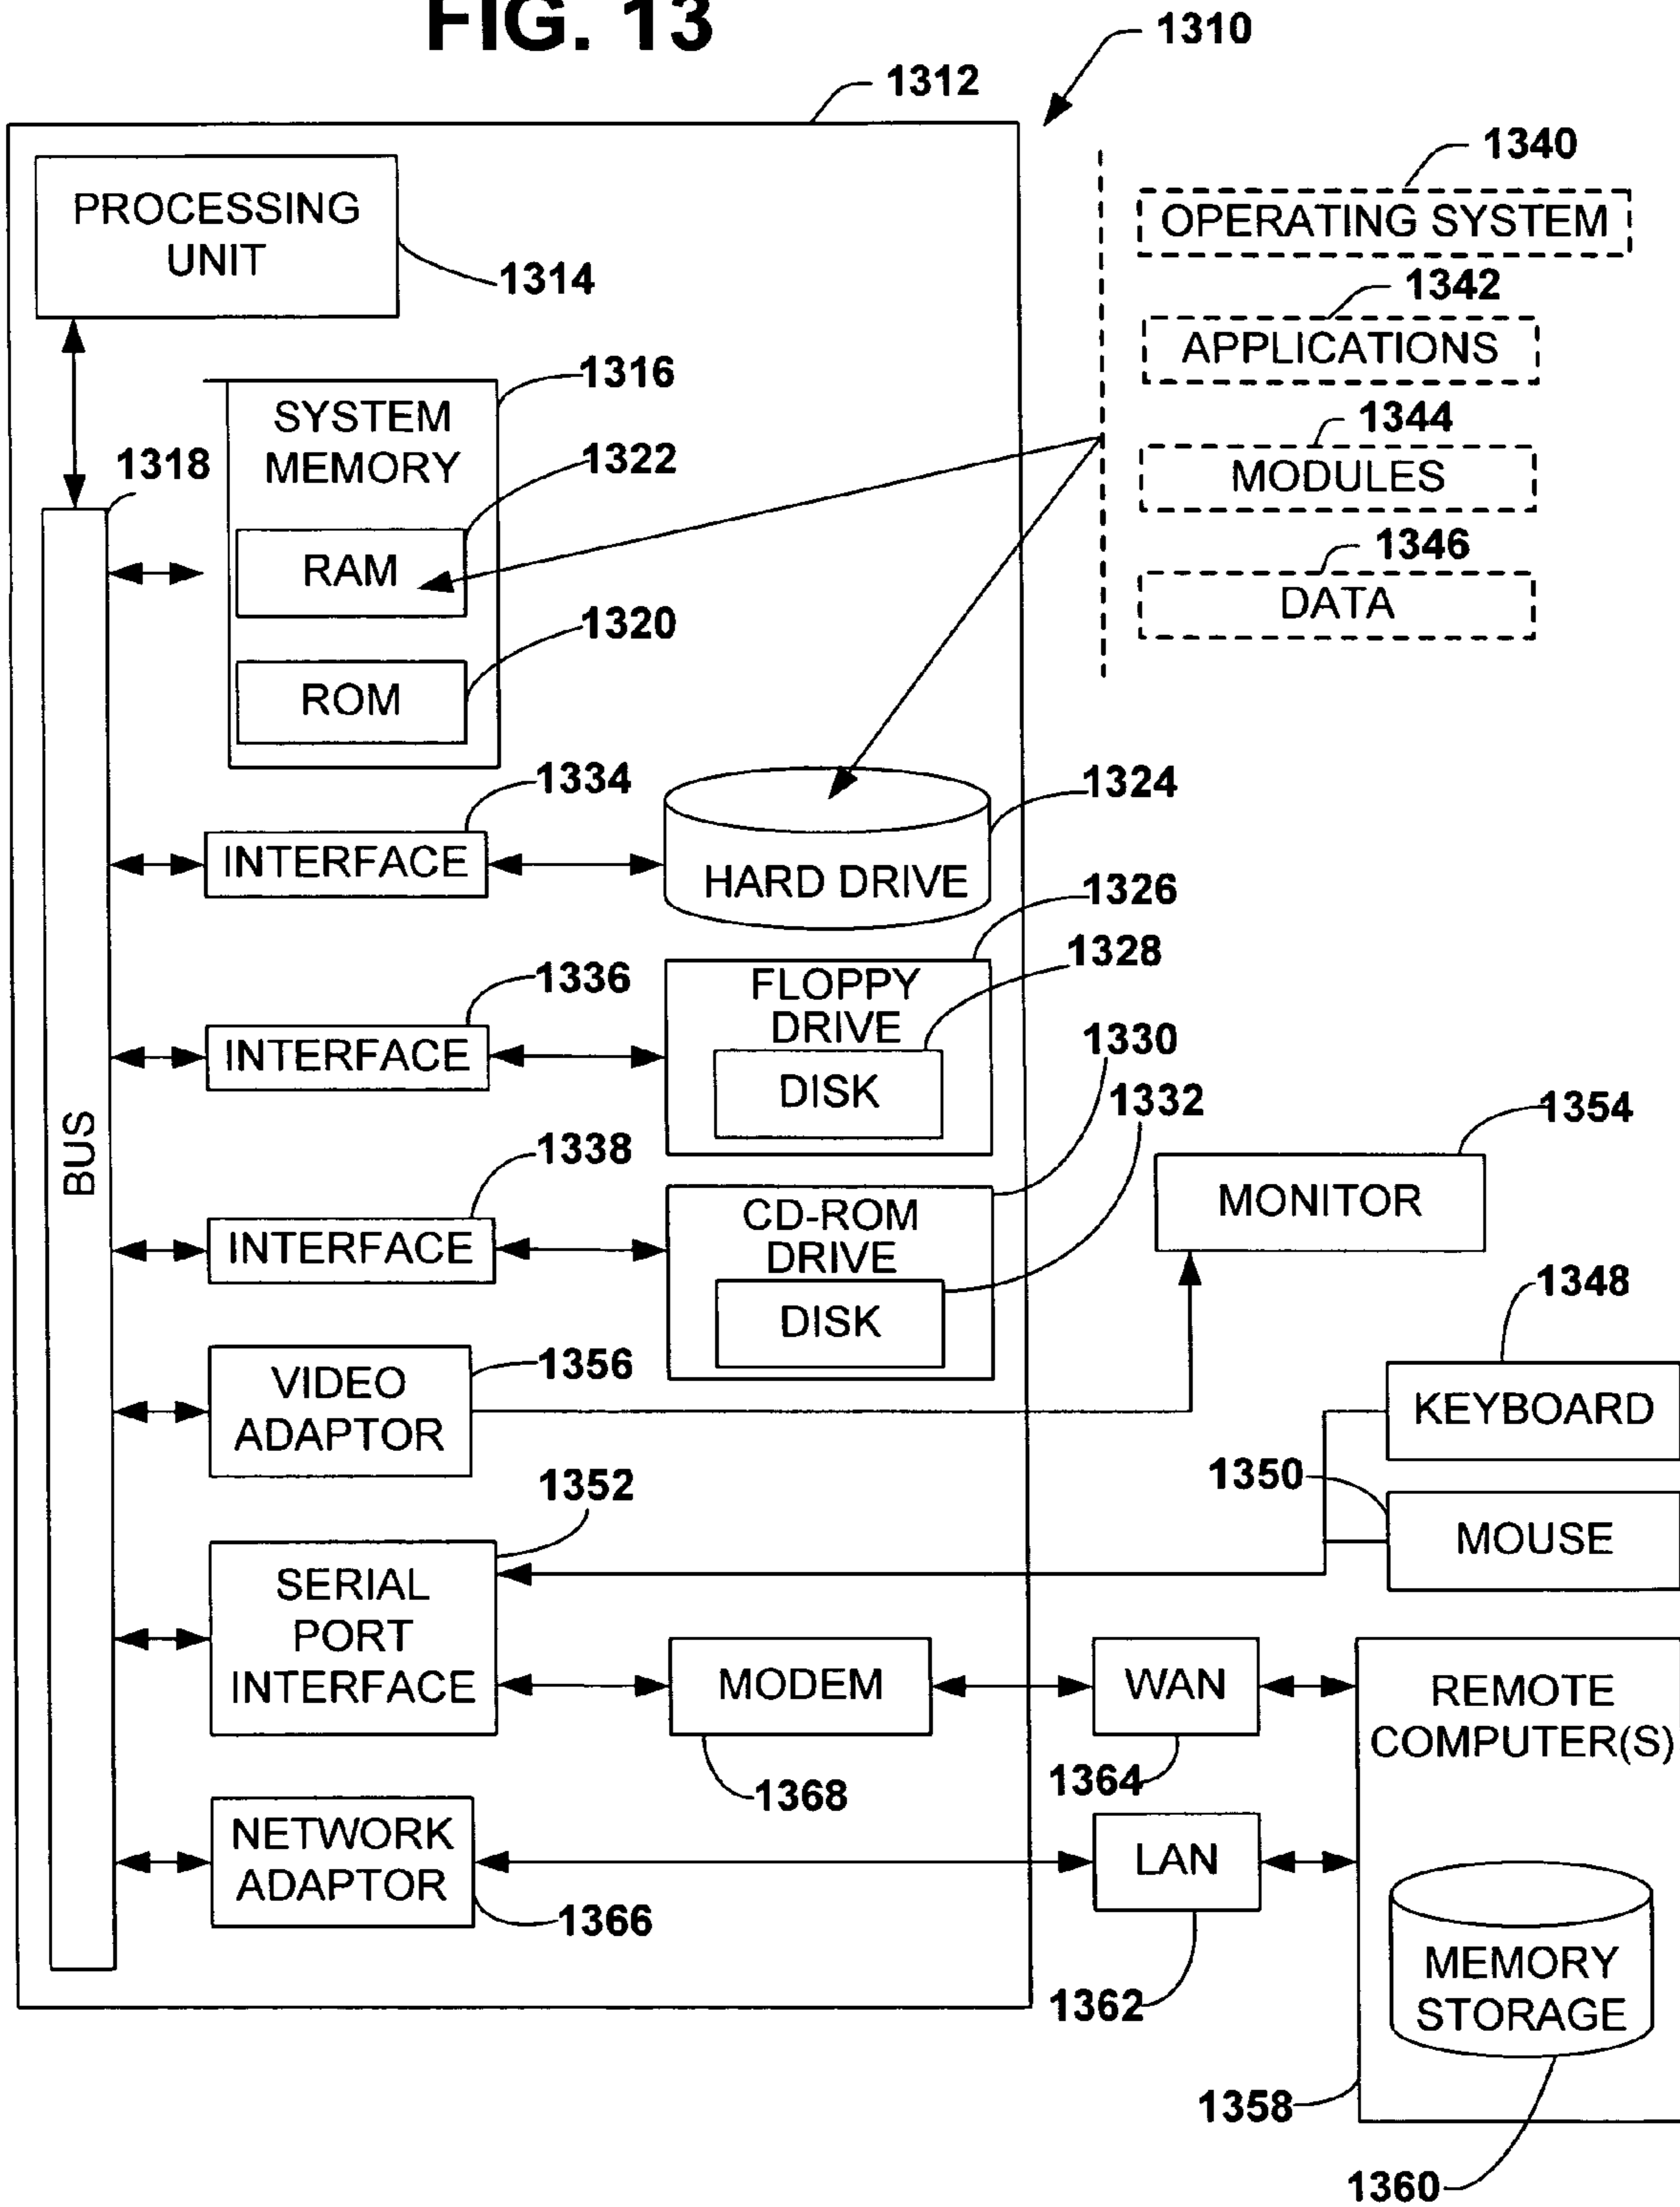 FIG. 13
1310
1312
1340
PROCESSING
UNIT
OPERATING SYSTEM
1314
1342
APPLICATIONS
1316
SYSTEM
MEMORY
1344
1318
1322
MODULES
1346
RAM
DATA
1320
ROM
1334
1324
INTERFACE
HARD DRIVE
1326
1328
1336
FLOPPY
DRIVE
1330
INTERFACE
DISK
1332
1354
BUS
1338
MONITOR
CD-ROM
DRIVE
INTERFACE
1348
DISK
1356
VIDEO
ADAPTOR
KEYBOARD
1352
1350
MOUSE
SERIAL
PORT
INTERFACE
MODEM
WAN
REMOTE
COMPUTER(S)
1368
1364
NETWORK
ADAPTOR
LAN
1366
MEMORY
STORAGE
1362
1358
1360